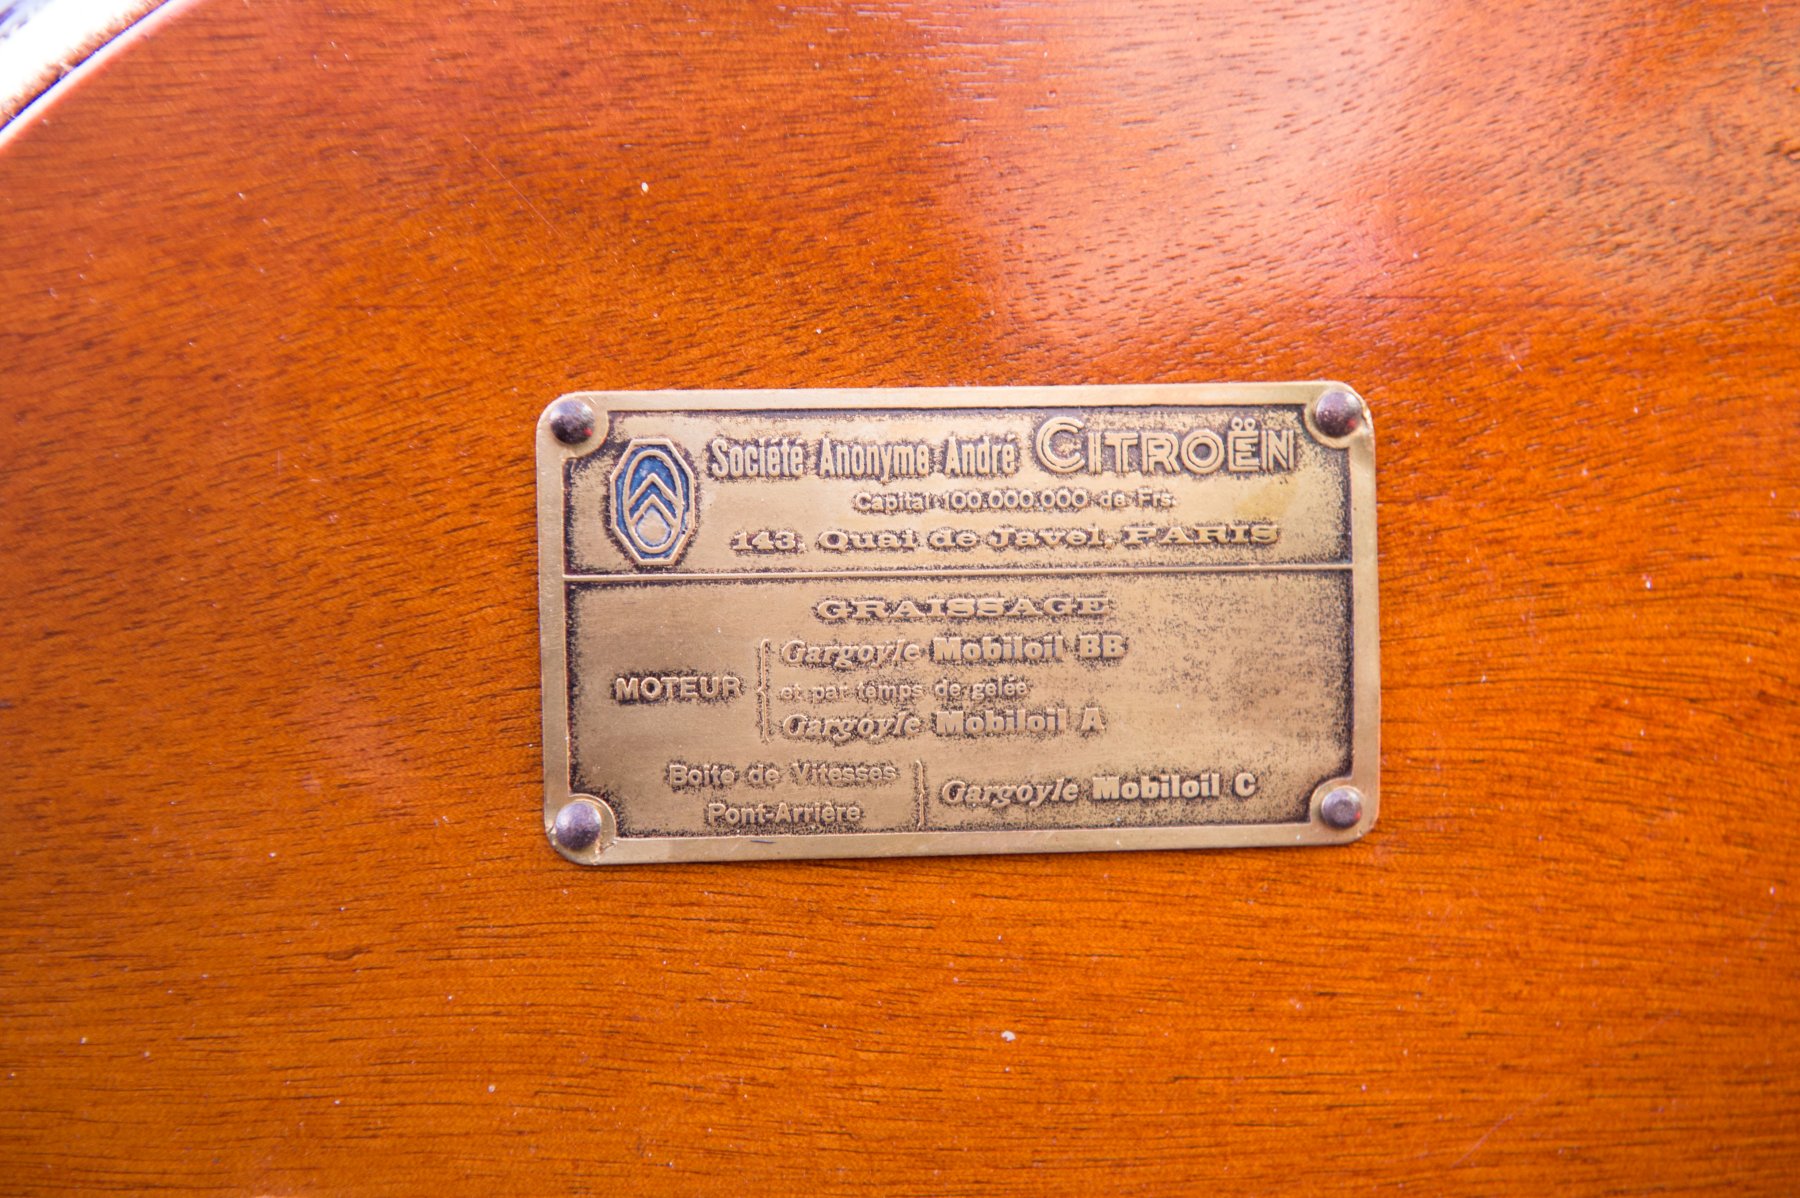 Société Anonyme André CITROËN
Capital 100.000.000 de Frs
143, Quai de Javel, PARIS
GRAISSAGE
MOTEUR
Gargoyle Mobiloil BB
et par temps de gelée
Gargoyle Mobiloil A
Boite de Vitesses
Pont-Arrière
Gargoyle Mobiloil C